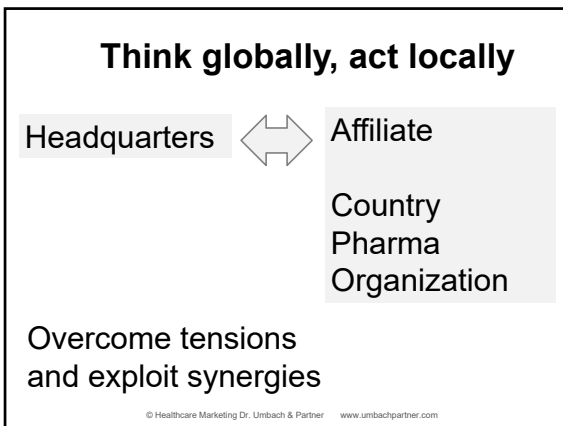 Think globally, act locally
Headquarters
Affiliate
Country
Pharma
Organization
Overcome tensions
and exploit synergies
© Healthcare Marketing Dr. Umbach & Partner www.umbachpartner.com